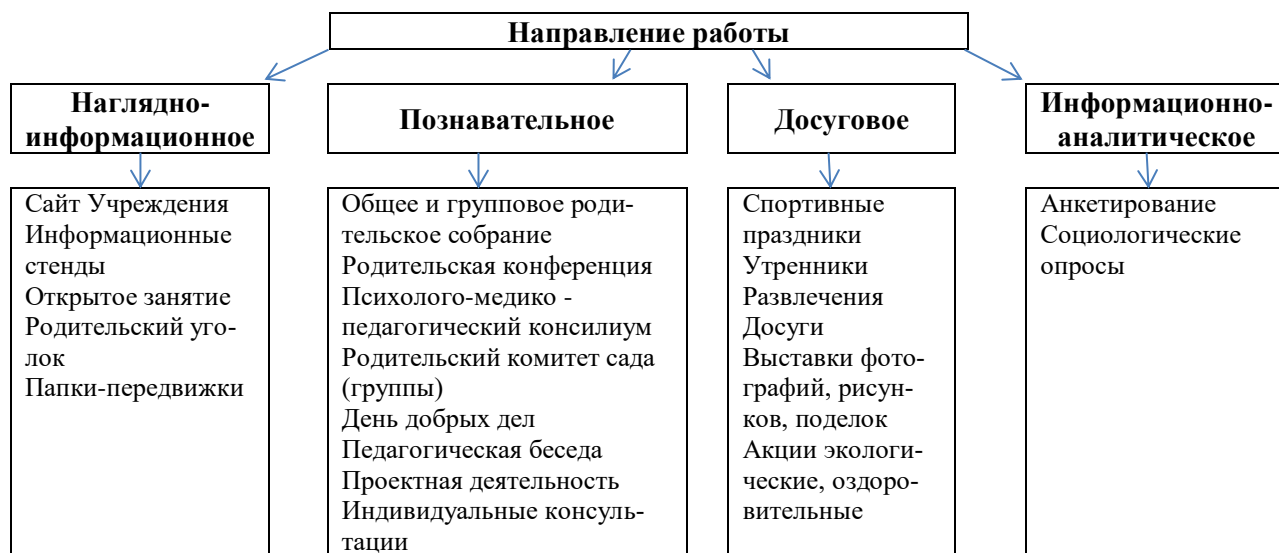 Направление работы
Наглядно-
информационное
Познавательное
Досуговое
Информационно-
аналитическое
Сайт Учреждения
Информационные
стенды
Открытое занятие
Родительский уго-
лок
Папки-передвижки
Общее и групповое роди-
тельское собрание
Родительская конференция
Психолого-медико -
педагогический консилиум
Родительский комитет сада
(группы)
День добрых дел
Педагогическая беседа
Проектная деятельность
Индивидуальные консуль-
тации
Спортивные
праздники
Утренники
Развлечения
Досуги
Выставки фото-
графий, рисун-
ков, поделок
Акции экологи-
ческие, оздоро-
вительные
Анкетирование
Социологические
опросы